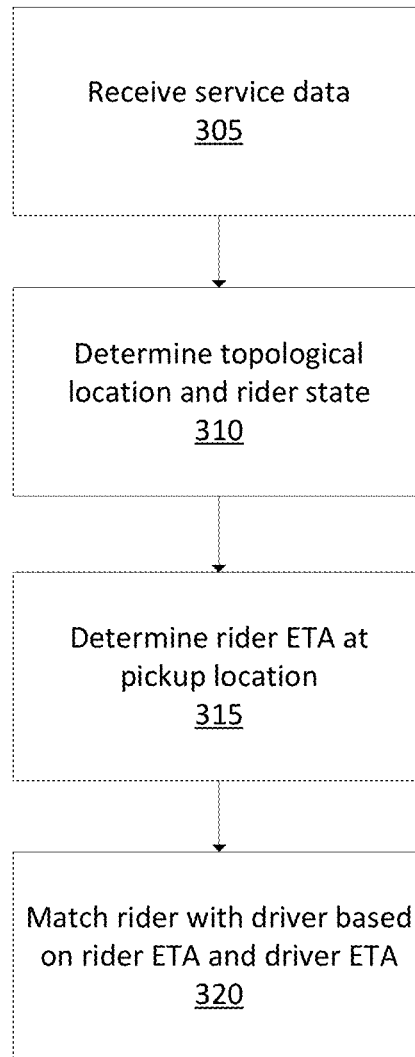 Receive service data
305
Determine topological
location and rider state
310
Determine rider ETA at
pickup location
315
Match rider with driver based
on rider ETA and driver ETA
320